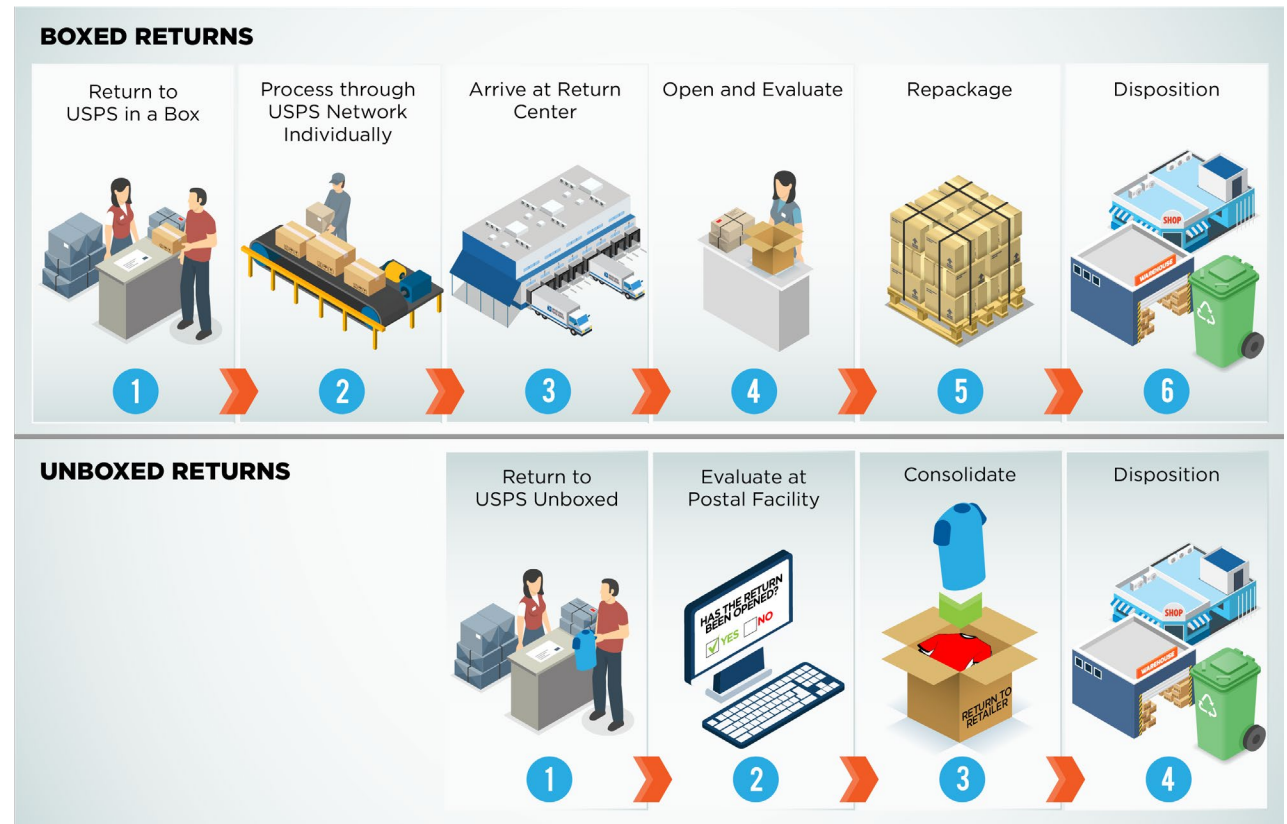 BOXED RETURNS
Return to
USPS in a Box
Process through
USPS Network
Individually
Arrive at Return
Center
Open and Evaluate
Repackage
Disposition
SHOP
WAREHOUSE
1
2
3
4
5
6
UNBOXED RETURNS
Return to
USPS Unboxed
Evaluate at
Postal Facility
Consolidate
Disposition
HAS THE RETURN
BEEN OPENED?
YES NO
RETURN TO
RETAILER
SHOP
WAREHOUSE
1
2
3
4